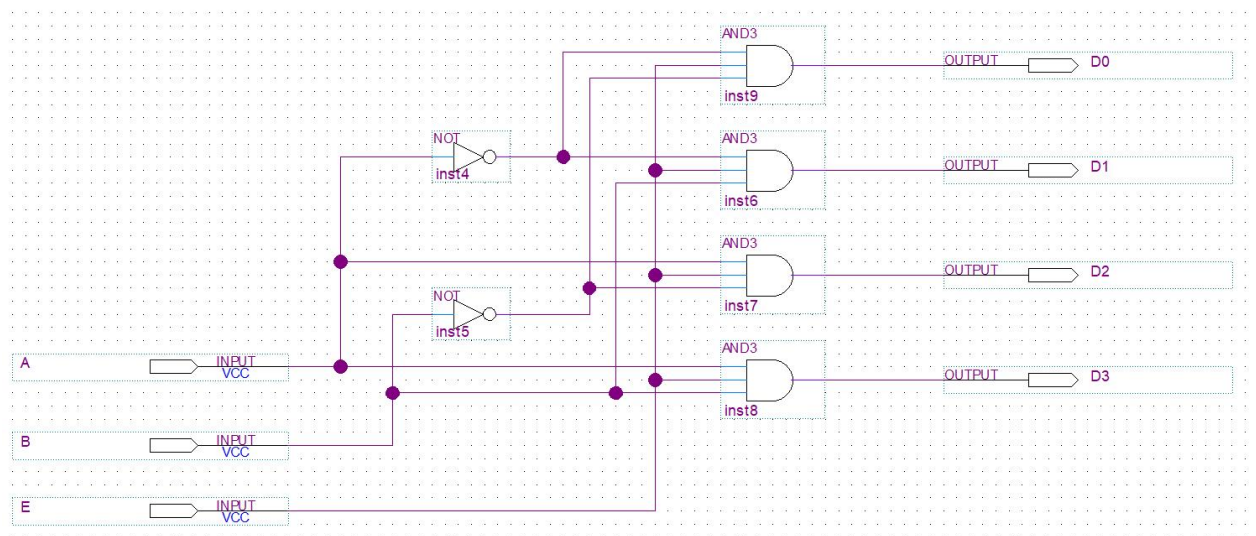 AND3
OUTPUT D0
inst9
NOT
inst4
AND3
OUTPUT D1
inst6
AND3
OUTPUT D2
inst7
NOT
inst5
AND3
OUTPUT D3
inst8
A INPUT
VCC
B INPUT
VCC
E INPUT
VCC